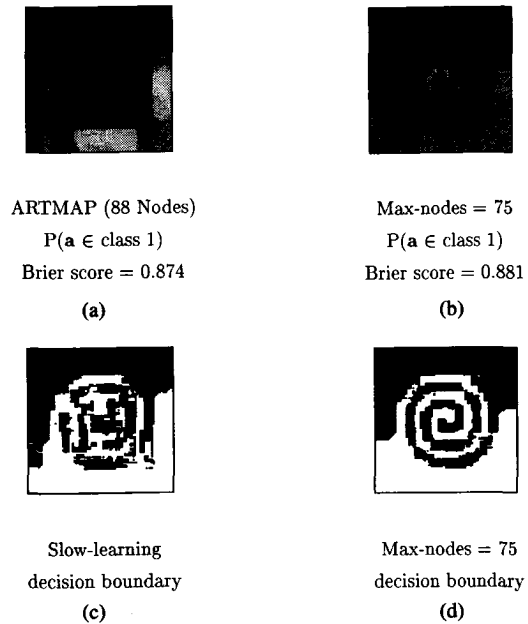 ARTMAP (88 Nodes)
P(a ∈ class 1)
Brier score = 0.874
(a)
Max-nodes = 75
P(a ∈ class 1)
Brier score = 0.881
(b)
Slow-learning
decision boundary
(c)
Max-nodes = 75
decision boundary
(d)